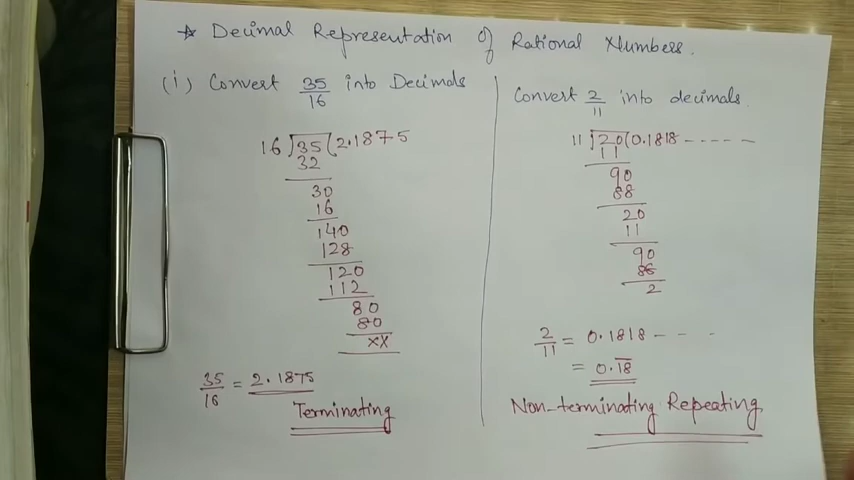 ☆ Decimal Representation of Rational Numbers.
(i) Convert 35/16 into Decimals
16)35(2.1875
32
30
16
140
128
120
112
80
80
xx
35/16 = 2.1875
Terminating
Convert 2/11 into decimals.
11)20(0.1818-----
11
90
88
20
11
90
88
2
2/11 = 0.1818 - - -
= 0.1̅8̅
Non-terminating Repeating